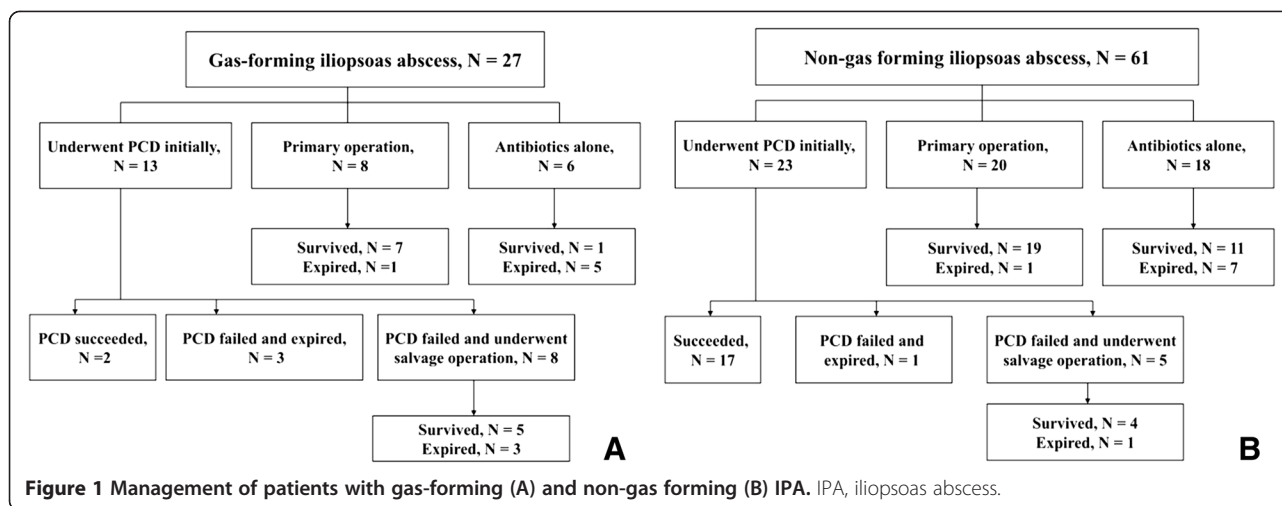 Gas-forming iliopsoas abscess, N = 27
Underwent PCD initially,
N = 13
Primary operation,
N = 8
Antibiotics alone,
N = 6
Survived, N = 7
Expired, N =1
Survived, N = 1
Expired, N = 5
PCD succeeded,
N =2
PCD failed and expired,
N = 3
PCD failed and underwent
salvage operation, N = 8
Survived, N = 5
Expired, N = 3
A
Non-gas forming iliopsoas abscess, N = 61
Underwent PCD initially,
N = 23
Primary operation,
N = 20
Antibiotics alone,
N = 18
Survived, N = 19
Expired, N = 1
Survived, N = 11
Expired, N = 7
Succeeded,
N = 17
PCD failed and
expired, N = 1
PCD failed and underwent
salvage operation, N = 5
Survived, N = 4
Expired, N = 1
B
Figure 1 Management of patients with gas-forming (A) and non-gas forming (B) IPA. IPA, iliopsoas abscess.